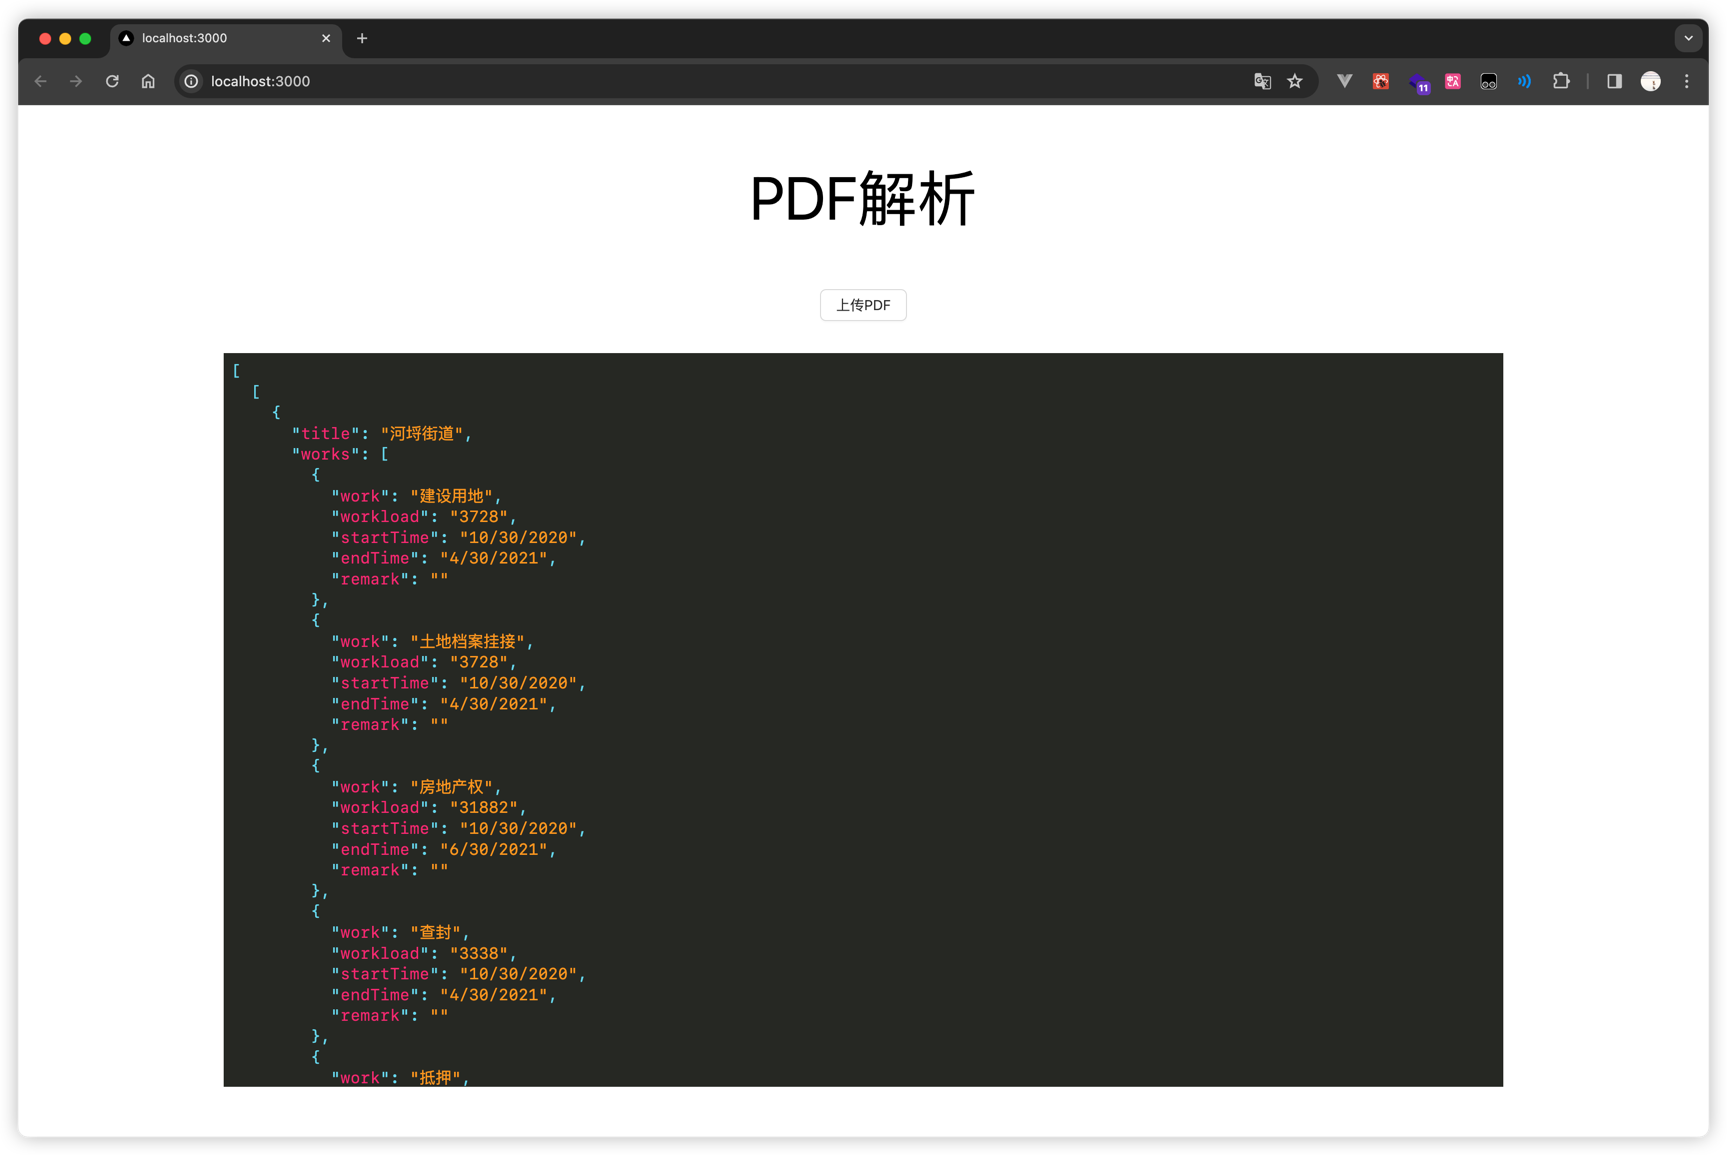 localhost:3000
localhost:3000
11
PDF解析
上传PDF
[
[
{
"title": "河埒街道",
"works": [
{
"work": "建设用地",
"workload": "3728",
"startTime": "10/30/2020",
"endTime": "4/30/2021",
"remark": ""
},
{
"work": "土地档案挂接",
"workload": "3728",
"startTime": "10/30/2020",
"endTime": "4/30/2021",
"remark": ""
},
{
"work": "房地产权",
"workload": "31882",
"startTime": "10/30/2020",
"endTime": "6/30/2021",
"remark": ""
},
{
"work": "查封",
"workload": "3338",
"startTime": "10/30/2020",
"endTime": "4/30/2021",
"remark": ""
},
{
"work": "抵押",